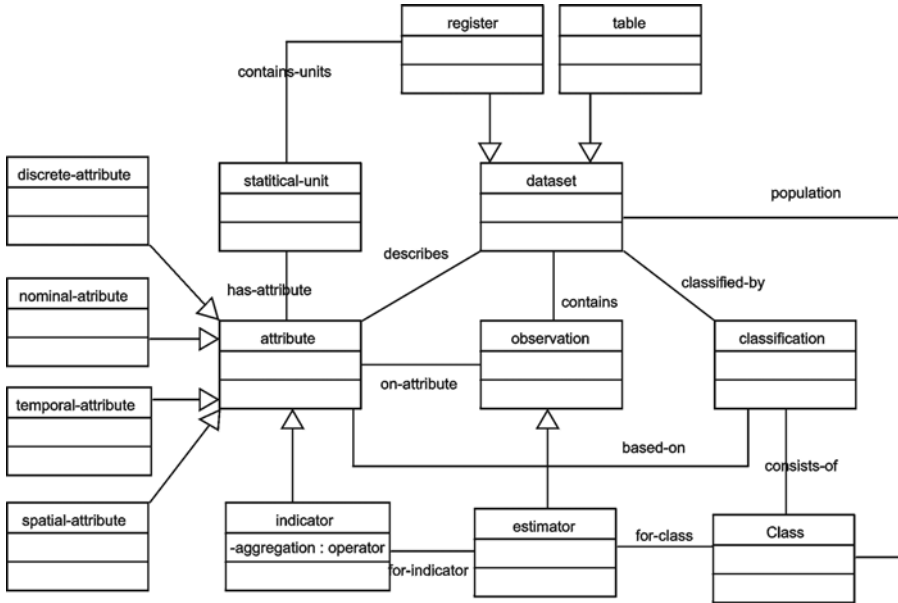 register
table
contains-units
discrete-attribute
statitical-unit
dataset
population
describes
classified-by
nominal-atribute
has-attribute
contains
attribute
observation
classification
on-attribute
temporal-attribute
based-on
consists-of
spatial-attribute
indicator
-aggregation : operator
estimator
for-class
Class
for-indicator